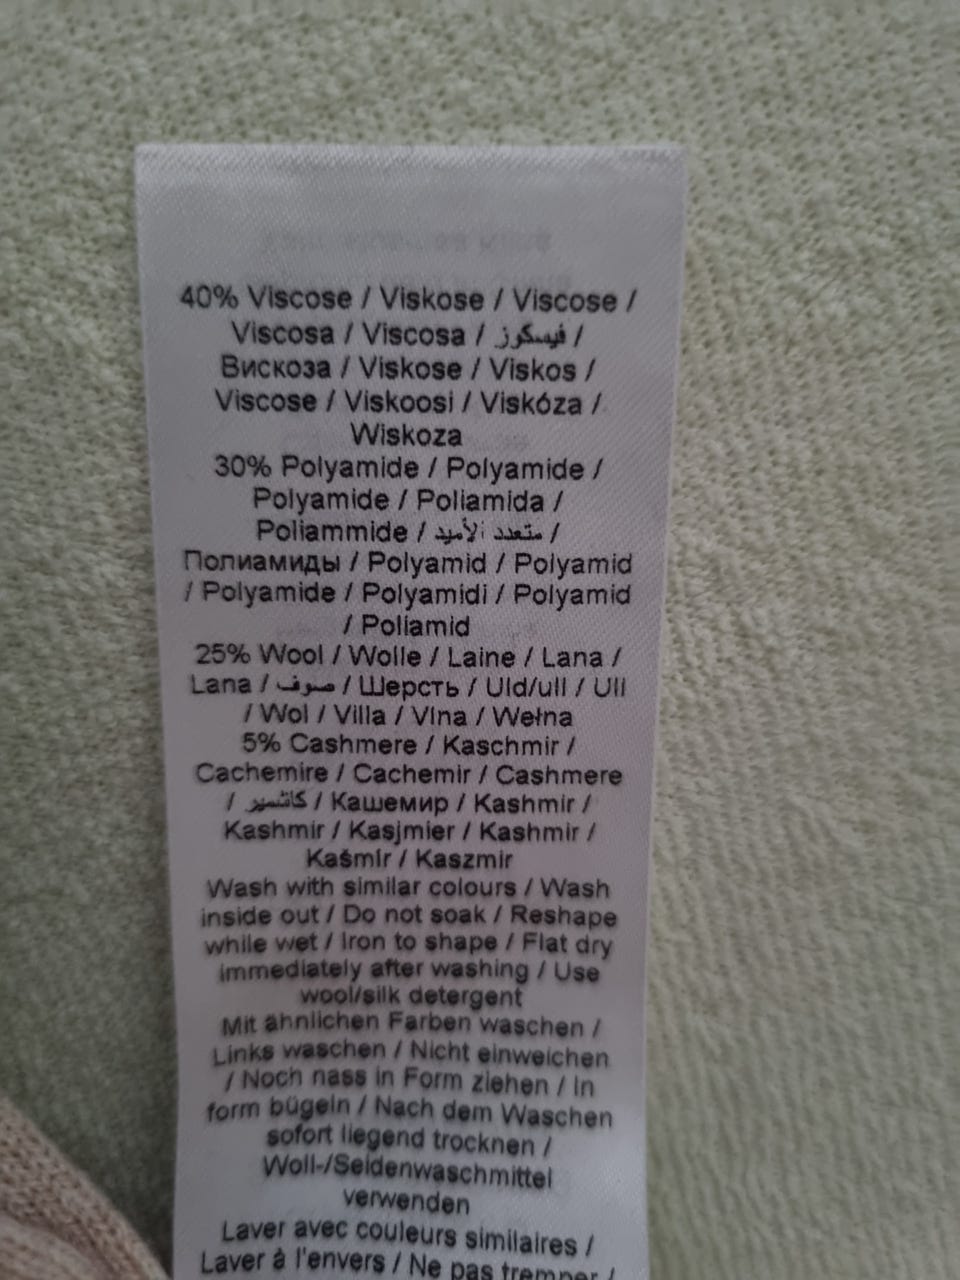 40% Viscose / Viskose / Viscose /
Viscosa / Viscosa / فيسكوز /
Вискоза / Viskose / Viskos /
Viscose / Viskoosi / Viskóza /
Wiskoza
30% Polyamide / Polyamide /
Polyamide / Poliamida /
Poliammide / متعدد الأميد /
Полиамиды / Polyamid / Polyamid
/ Polyamide / Polyamidi / Polyamid
/ Poliamid
25% Wool / Wolle / Laine / Lana /
Lana / صوف / Шерсть / Uld/ull / Ull
/ Wol / Villa / Vlna / Wełna
5% Cashmere / Kaschmir /
Cachemire / Cachemir / Cashmere
/ كاشمير / Кашемир / Kashmir /
Kashmir / Kasjmier / Kashmir /
Kašmír / Kaszmir
Wash with similar colours / Wash
inside out / Do not soak / Reshape
while wet / Iron to shape / Flat dry
immediately after washing / Use
wool/silk detergent
Mit ähnlichen Farben waschen /
Links waschen / Nicht einweichen
/ Noch nass in Form ziehen / In
form bügeln / Nach dem Waschen
sofort liegend trocknen /
Woll-/Seidenwaschmittel
verwenden
Laver avec couleurs similaires /
Laver à l'envers / Ne pas tremper /